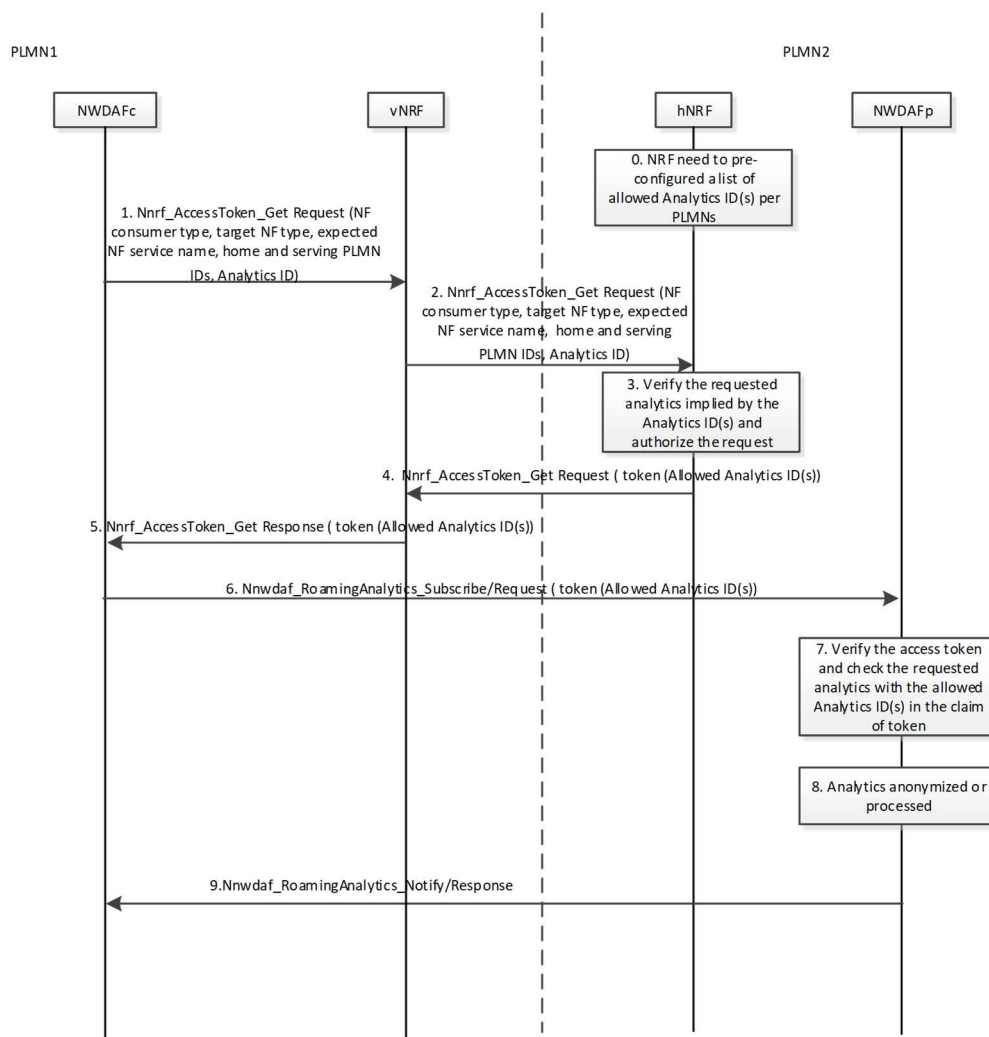 PLMN1
PLMN2
NWDAFc
vNRF
hNRF
NWDAFp
0. NRF need to pre-
configured a list of
allowed Analytics ID(s) per
PLMNs
1. Nnrf_AccessToken_Get Request (NF
consumer type, target NF type, expected
NF service name, home and serving PLMN
IDs, Analytics ID)
2. Nnrf_AccessToken_Get Request (NF
consumer type, target NF type, expected
NF service name, home and serving
PLMN IDs, Analytics ID)
3. Verify the requested
analytics implied by the
Analytics ID(s) and
authorize the request
4. Nnrf_AccessToken_Get Request ( token (Allowed Analytics ID(s))
5. Nnrf_AccessToken_Get Response ( token (Allowed Analytics ID(s))
6. Nnwdaf_RoamingAnalytics_Subscribe/Request ( token (Allowed Analytics ID(s))
7. Verify the access token
and check the requested
analytics with the allowed
Analytics ID(s) in the claim
of token
8. Analytics anonymized or
processed
9.Nnwdaf_RoamingAnalytics_Notify/Response